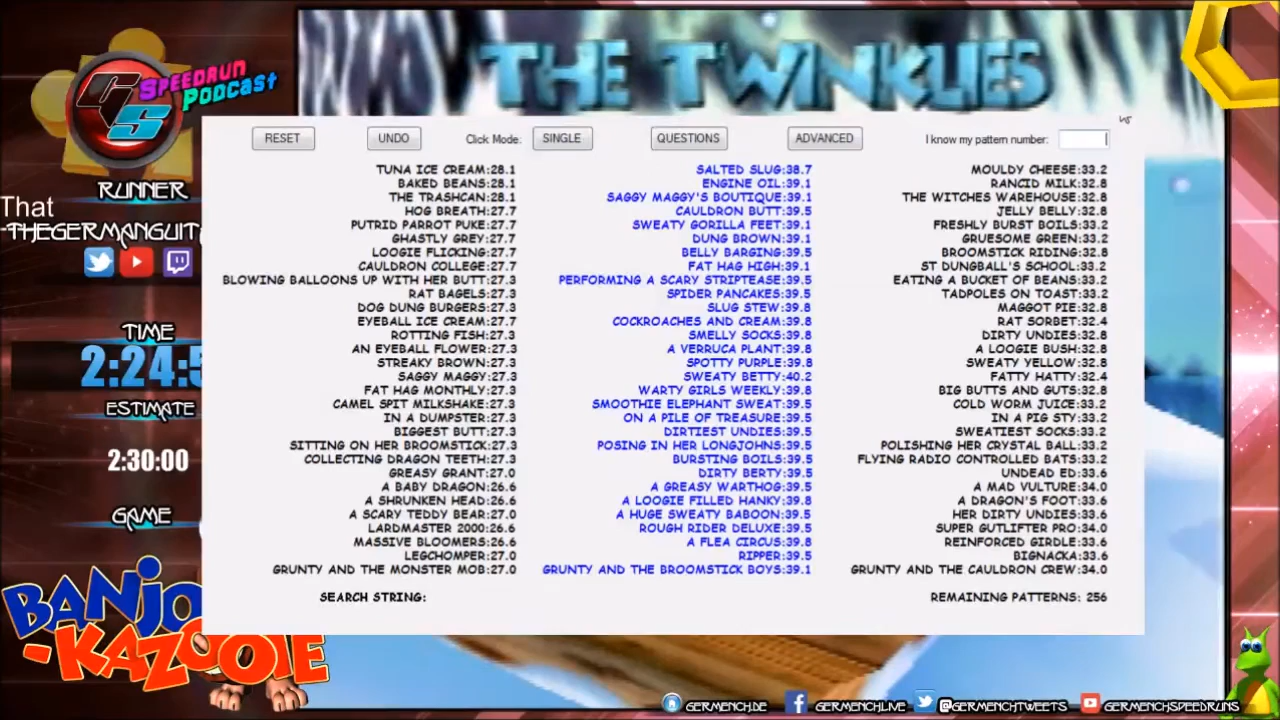 THE TWINKLIES
GS SPEEDRUN PODCAST
RUNNER
That
-THEGERMANGUIT
TIME
2:24:5
ESTIMATE
2:30:00
GAME
BANJO
-KAZOOIE
RESET UNDO Click Mode: SINGLE QUESTIONS ADVANCED I know my pattern number:
TUNA ICE CREAM:28.1 SALTED SLUG:38.7 MOULDY CHEESE:33.2
BAKED BEANS:28.1 ENGINE OIL:39.1 RANCID MILK:32.8
THE TRASHCAN:28.1 SAGGY MAGGY'S BOUTIQUE:39.1 THE WITCHES WAREHOUSE:32.8
HOG BREATH:27.7 CAULDRON BUTT:39.5 JELLY BELLY:32.8
PUTRID PARROT PUKE:27.7 SWEATY GORILLA FEET:39.1 FRESHLY BURST BOILS:33.2
GHASTLY GREY:27.7 DUNG BROWN:39.1 GRUESOME GREEN:33.2
LOOGIE FLICKING:27.7 BELLY BARGING:39.5 BROOMSTICK RIDING:32.8
CAULDRON COLLEGE:27.7 FAT HAG HIGH:39.1 ST DUNGBALL'S SCHOOL:33.2
BLOWING BALLOONS UP WITH HER BUTT:27.3 PERFORMING A SCARY STRIPTEASE:39.5 EATING A BUCKET OF BEANS:33.2
RAT BAGELS:27.3 SPIDER PANCAKES:39.5 TADPOLES ON TOAST:33.2
DOG DUNG BURGERS:27.3 SLUG STEW:39.8 MAGGOT PIE:32.8
EYEBALL ICE CREAM:27.7 COCKROACHES AND CREAM:39.8 RAT SORBET:32.4
ROTTING FISH:27.3 SMELLY SOCKS:39.8 DIRTY UNDIES:32.8
AN EYEBALL FLOWER:27.3 A VERRUCA PLANT:39.8 A LOOGIE BUSH:32.8
STREAKY BROWN:27.3 SPOTTY PURPLE:39.8 SWEATY YELLOW:32.8
SAGGY MAGGY:27.3 SWEATY BETTY:40.2 FATTY HATTY:32.4
FAT HAG MONTHLY:27.3 WARTY GIRLS WEEKLY:39.8 BIG BUTTS AND GUTS:32.8
CAMEL SPIT MILKSHAKE:27.3 SMOOTHIE ELEPHANT SWEAT:39.5 COLD WORM JUICE:33.2
IN A DUMPSTER:27.3 ON A PILE OF TREASURE:39.5 IN A PIG STY:33.2
BIGGEST BUTT:27.3 DIRTIEST UNDIES:39.5 SWEATIEST SOCKS:33.2
SITTING ON HER BROOMSTICK:27.3 POSING IN HER LONGJOHNS:39.5 POLISHING HER CRYSTAL BALL:33.2
COLLECTING DRAGON TEETH:27.3 BURSTING BOILS:39.5 FLYING RADIO CONTROLLED BATS:33.2
GREASY GRANT:27.0 DIRTY BERTY:39.5 UNDEAD ED:33.6
A BABY DRAGON:26.6 A GREASY WARTHOG:39.5 A MAD VULTURE:34.0
A SHRUNKEN HEAD:26.6 A LOOGIE FILLED HANKY:39.8 A DRAGON'S FOOT:33.6
A SCARY TEDDY BEAR:27.0 A HUGE SWEATY BABOON:39.5 HER DIRTY UNDIES:33.6
LARDMASTER 2000:26.6 ROUGH RIDER DELUXE:39.5 SUPER GUTLIFTER PRO:34.0
MASSIVE BLOOMERS:26.6 A FLEA CIRCUS:39.8 REINFORCED GIRDLE:33.6
LEGCHOMPER:27.0 RIPPER:39.5 BIGNACKA:33.6
GRUNTY AND THE MONSTER MOB:27.0 GRUNTY AND THE BROOMSTICK BOYS:39.1 GRUNTY AND THE CAULDRON CREW:34.0
SEARCH STRING: REMAINING PATTERNS: 256
GERMENCH.DE GERMENCHLIVE @GERMENCHTWEETS GERMENCHSPEEDRUNS